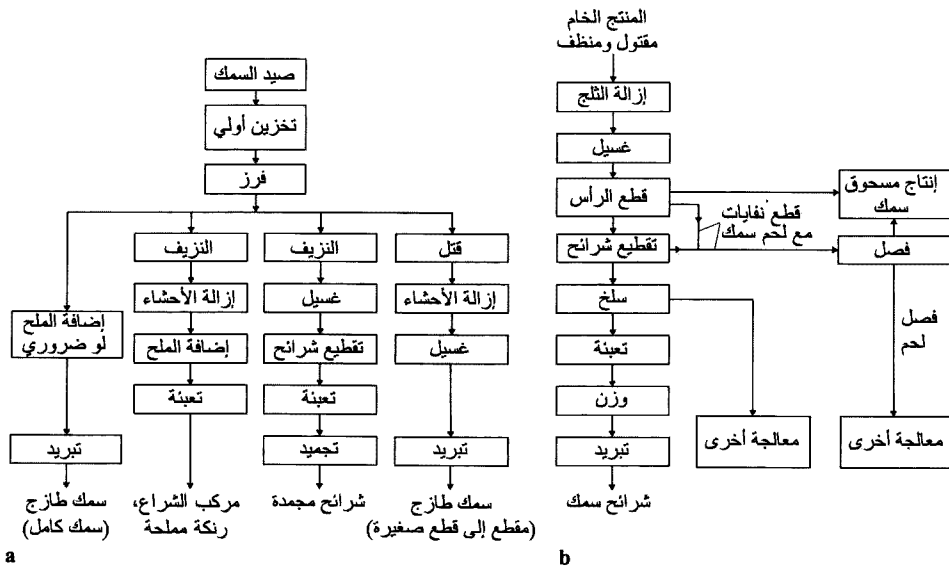 صيد السمك
تخزين أولي
فرز
النزيف
النزيف
قتل
إزالة الأحشاء
غسيل
إزالة الأحشاء
إضافة الملح
لو ضروري
إضافة الملح
تقطيع شرائح
غسيل
تعبئة
تعبئة
تبريد
تجميد
تبريد
سمك طازج
(سمك كامل)
مركب الشراع،
رنكة مملحة
شرائح مجمدة
سمك طازج
(مقطع إلى قطع صغيرة)
a
المنتج الخام
مقتول ومنظف
إزالة الثلج
غسيل
قطع الرأس
إنتاج مسحوق
سمك
قطع نفايات
مع لحم سمك
تقطيع شرائح
فصل
سلخ
فصل
لحم
تعبئة
وزن
تبريد
معالجة أخرى
معالجة أخرى
شرائح سمك
b